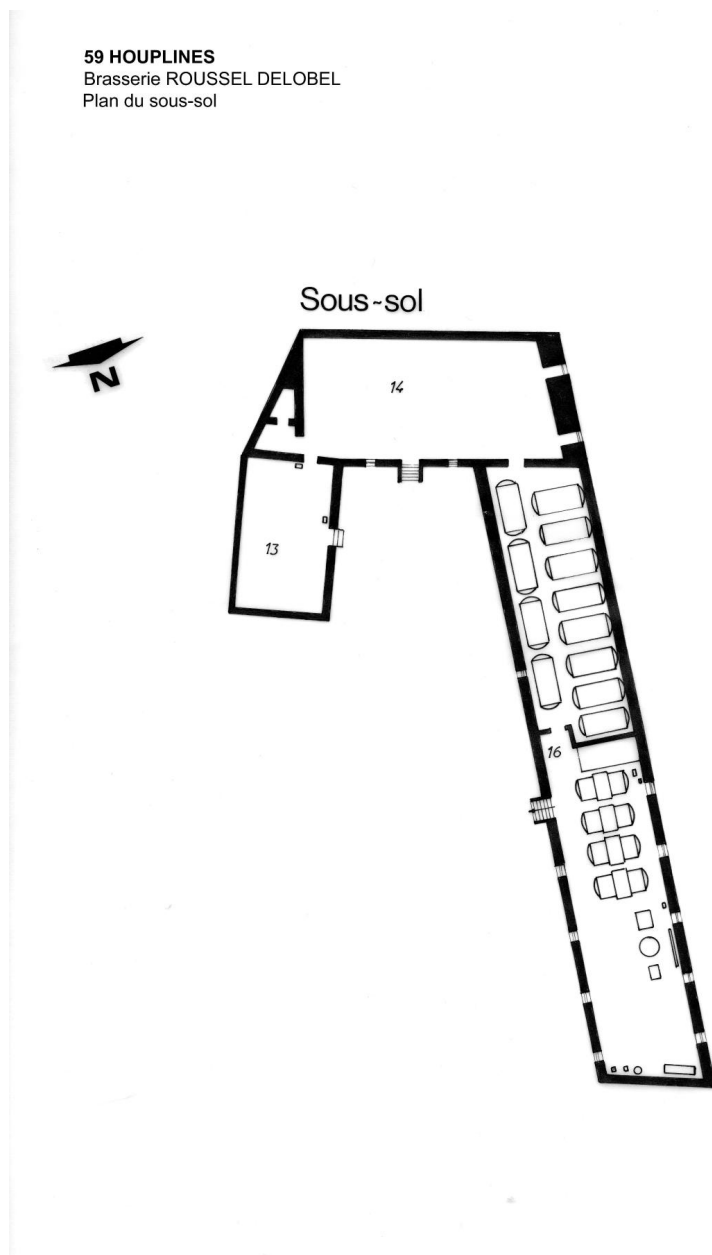 59 HOUPLINES
Brasserie ROUSSEL DELOBEL
Plan du sous-sol
Sous-sol
N
14
13
16